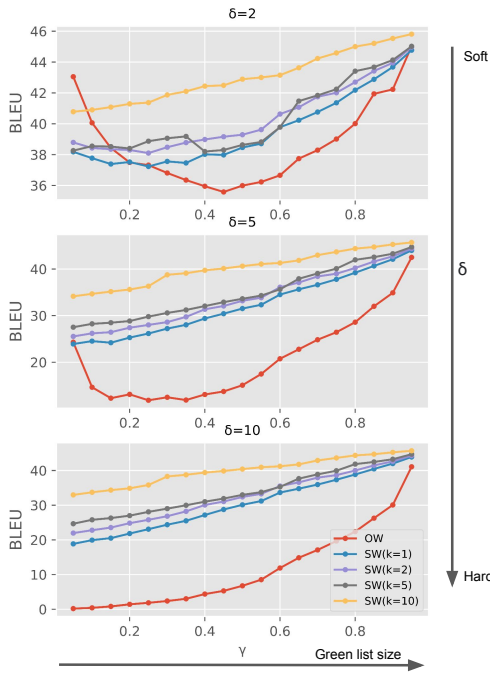 δ=2
46
44
42
40
38
36
BLEU
0.2
0.4
0.6
0.8
Soft
δ=5
40
30
20
BLEU
0.2
0.4
0.6
0.8
δ
δ=10
40
30
20
10
0
BLEU
OW
SW(k=1)
SW(k=2)
SW(k=5)
SW(k=10)
Hard
0.2
0.4
0.6
0.8
γ
Green list size